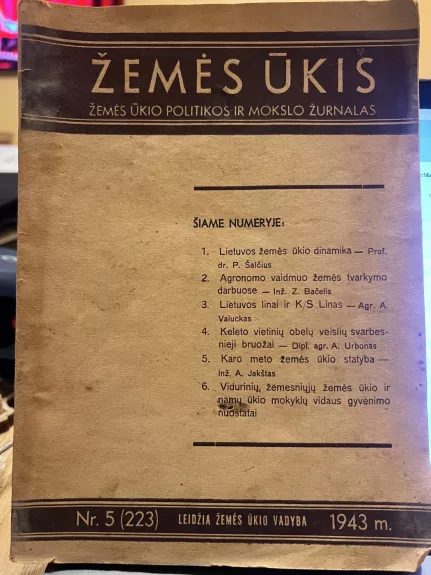 ŽEMĖS ŪKIS
ŽEMĖS ŪKIO POLITIKOS IR MOKSLO ŽURNALAS
ŠIAME NUMERYJE:
1. Lietuvos žemės ūkio dinamika — Prof.
dr. P. Šalčius
2. Agronomo vaidmuo žemės tvarkymo
darbuose — Inž. Z. Bačelis
3. Lietuvos linai ir K/S Linas — Agr. A.
Valuckas
4. Keleto vietinių obelų veislių svarbes-
nieji bruožai — Dipl. agr. A. Urbonas
5. Karo meto žemės ūkio statyba —
Inž. A. Jakštas
6. Vidurinių, žemesniųjų žemės ūkio ir
namų ūkio mokyklų vidaus gyvenimo
nuostatai
Nr. 5 (223) LEIDŽIA ŽEMĖS ŪKIO VADYBA 1943 m.